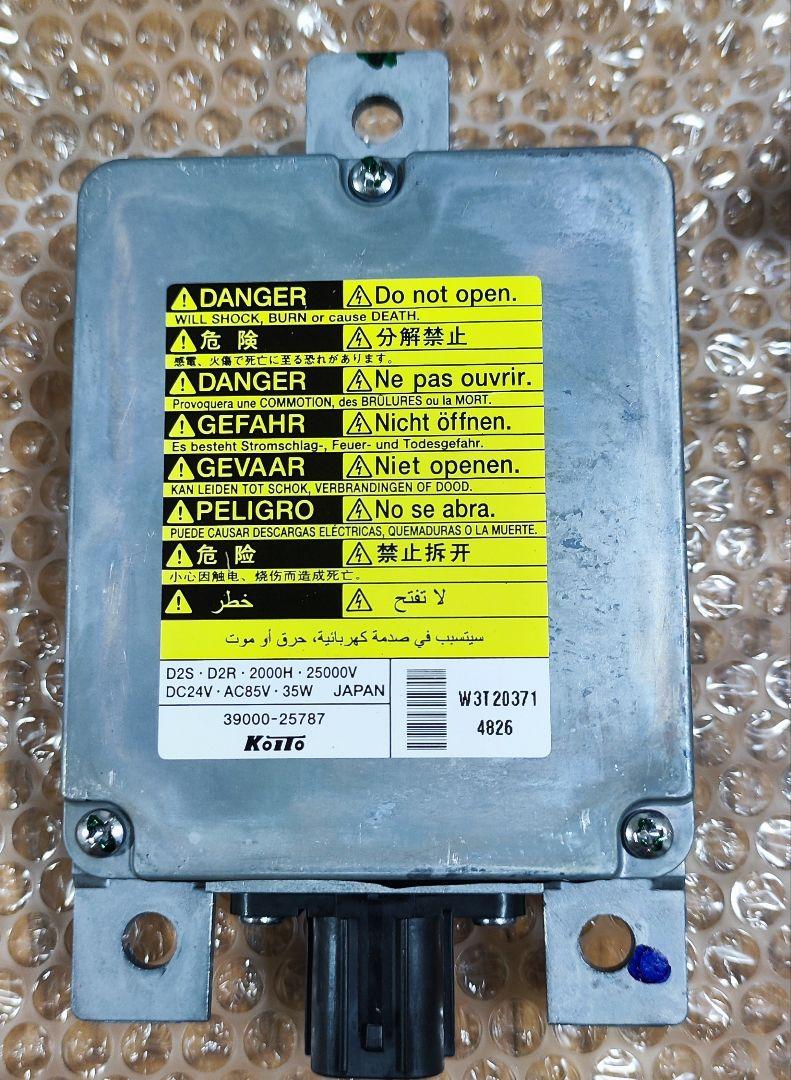 DANGER Do not open.
WILL SHOCK, BURN or cause DEATH.
危 険 分解禁止
感電、火傷で死亡に至る恐れがあります。
DANGER Ne pas ouvrir.
Provoquera une COMMOTION, des BRÛLURES ou la MORT.
GEFAHR Nicht öffnen.
Es besteht Stromschlag-, Feuer- und Todesgefahr.
GEVAAR Niet openen.
KAN LEIDEN TOT SCHOK, VERBRANDINGEN OF DOOD.
PELIGRO No se abra.
PUEDE CAUSAR DESCARGAS ELÉCTRICAS, QUEMADURAS O LA MUERTE.
危 险 禁止拆开
小心因触电、烧伤而造成死亡。
خطر لا تفتح
سيتسبب في صدمة كهربائية، حرق أو موت
D2S · D2R · 2000H · 25000V
DC24V · AC85V · 35W JAPAN
39000-25787
KOITO
W3T20371
4826